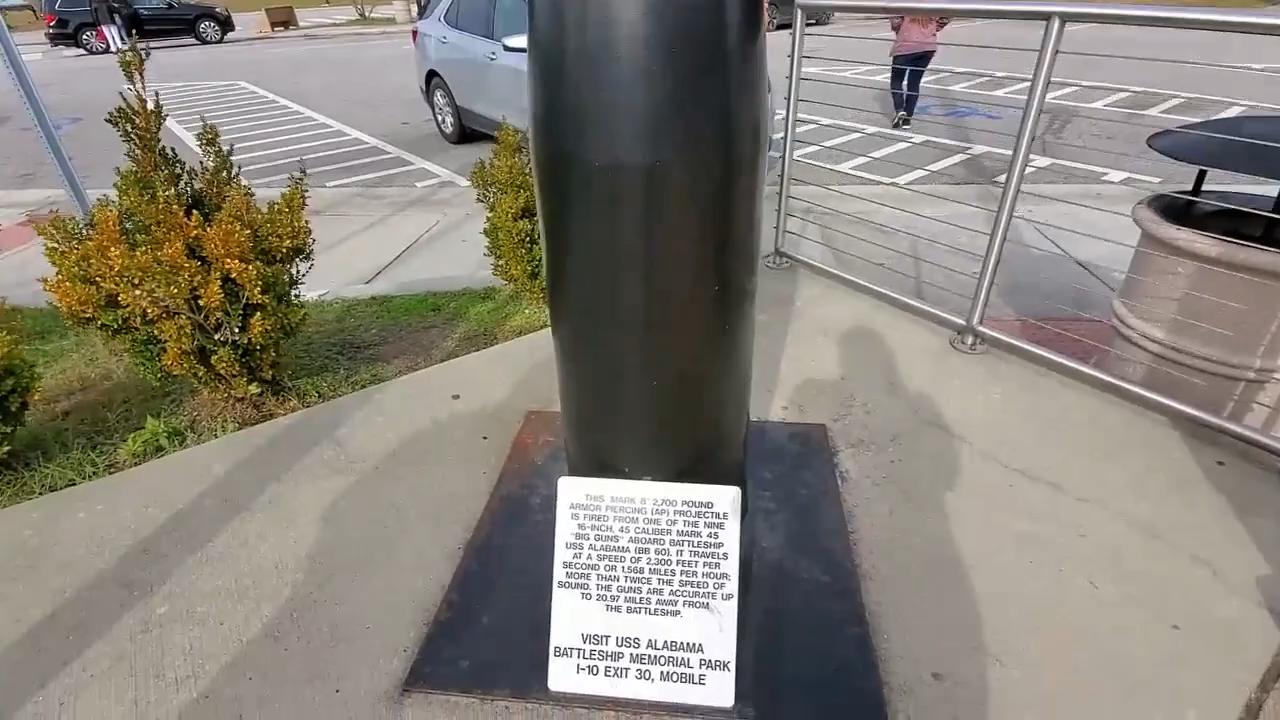 THIS MARK 8" 2,700 POUND
ARMOR PIERCING (AP) PROJECTILE
IS FIRED FROM ONE OF THE NINE
16-INCH, 45 CALIBER MARK 45
"BIG GUNS" ABOARD BATTLESHIP
USS ALABAMA (BB 60). IT TRAVELS
AT A SPEED OF 2,300 FEET PER
SECOND OR 1,568 MILES PER HOUR;
MORE THAN TWICE THE SPEED OF
SOUND. THE GUNS ARE ACCURATE UP
TO 20.97 MILES AWAY FROM
THE BATTLESHIP.
VISIT USS ALABAMA
BATTLESHIP MEMORIAL PARK
I-10 EXIT 30, MOBILE